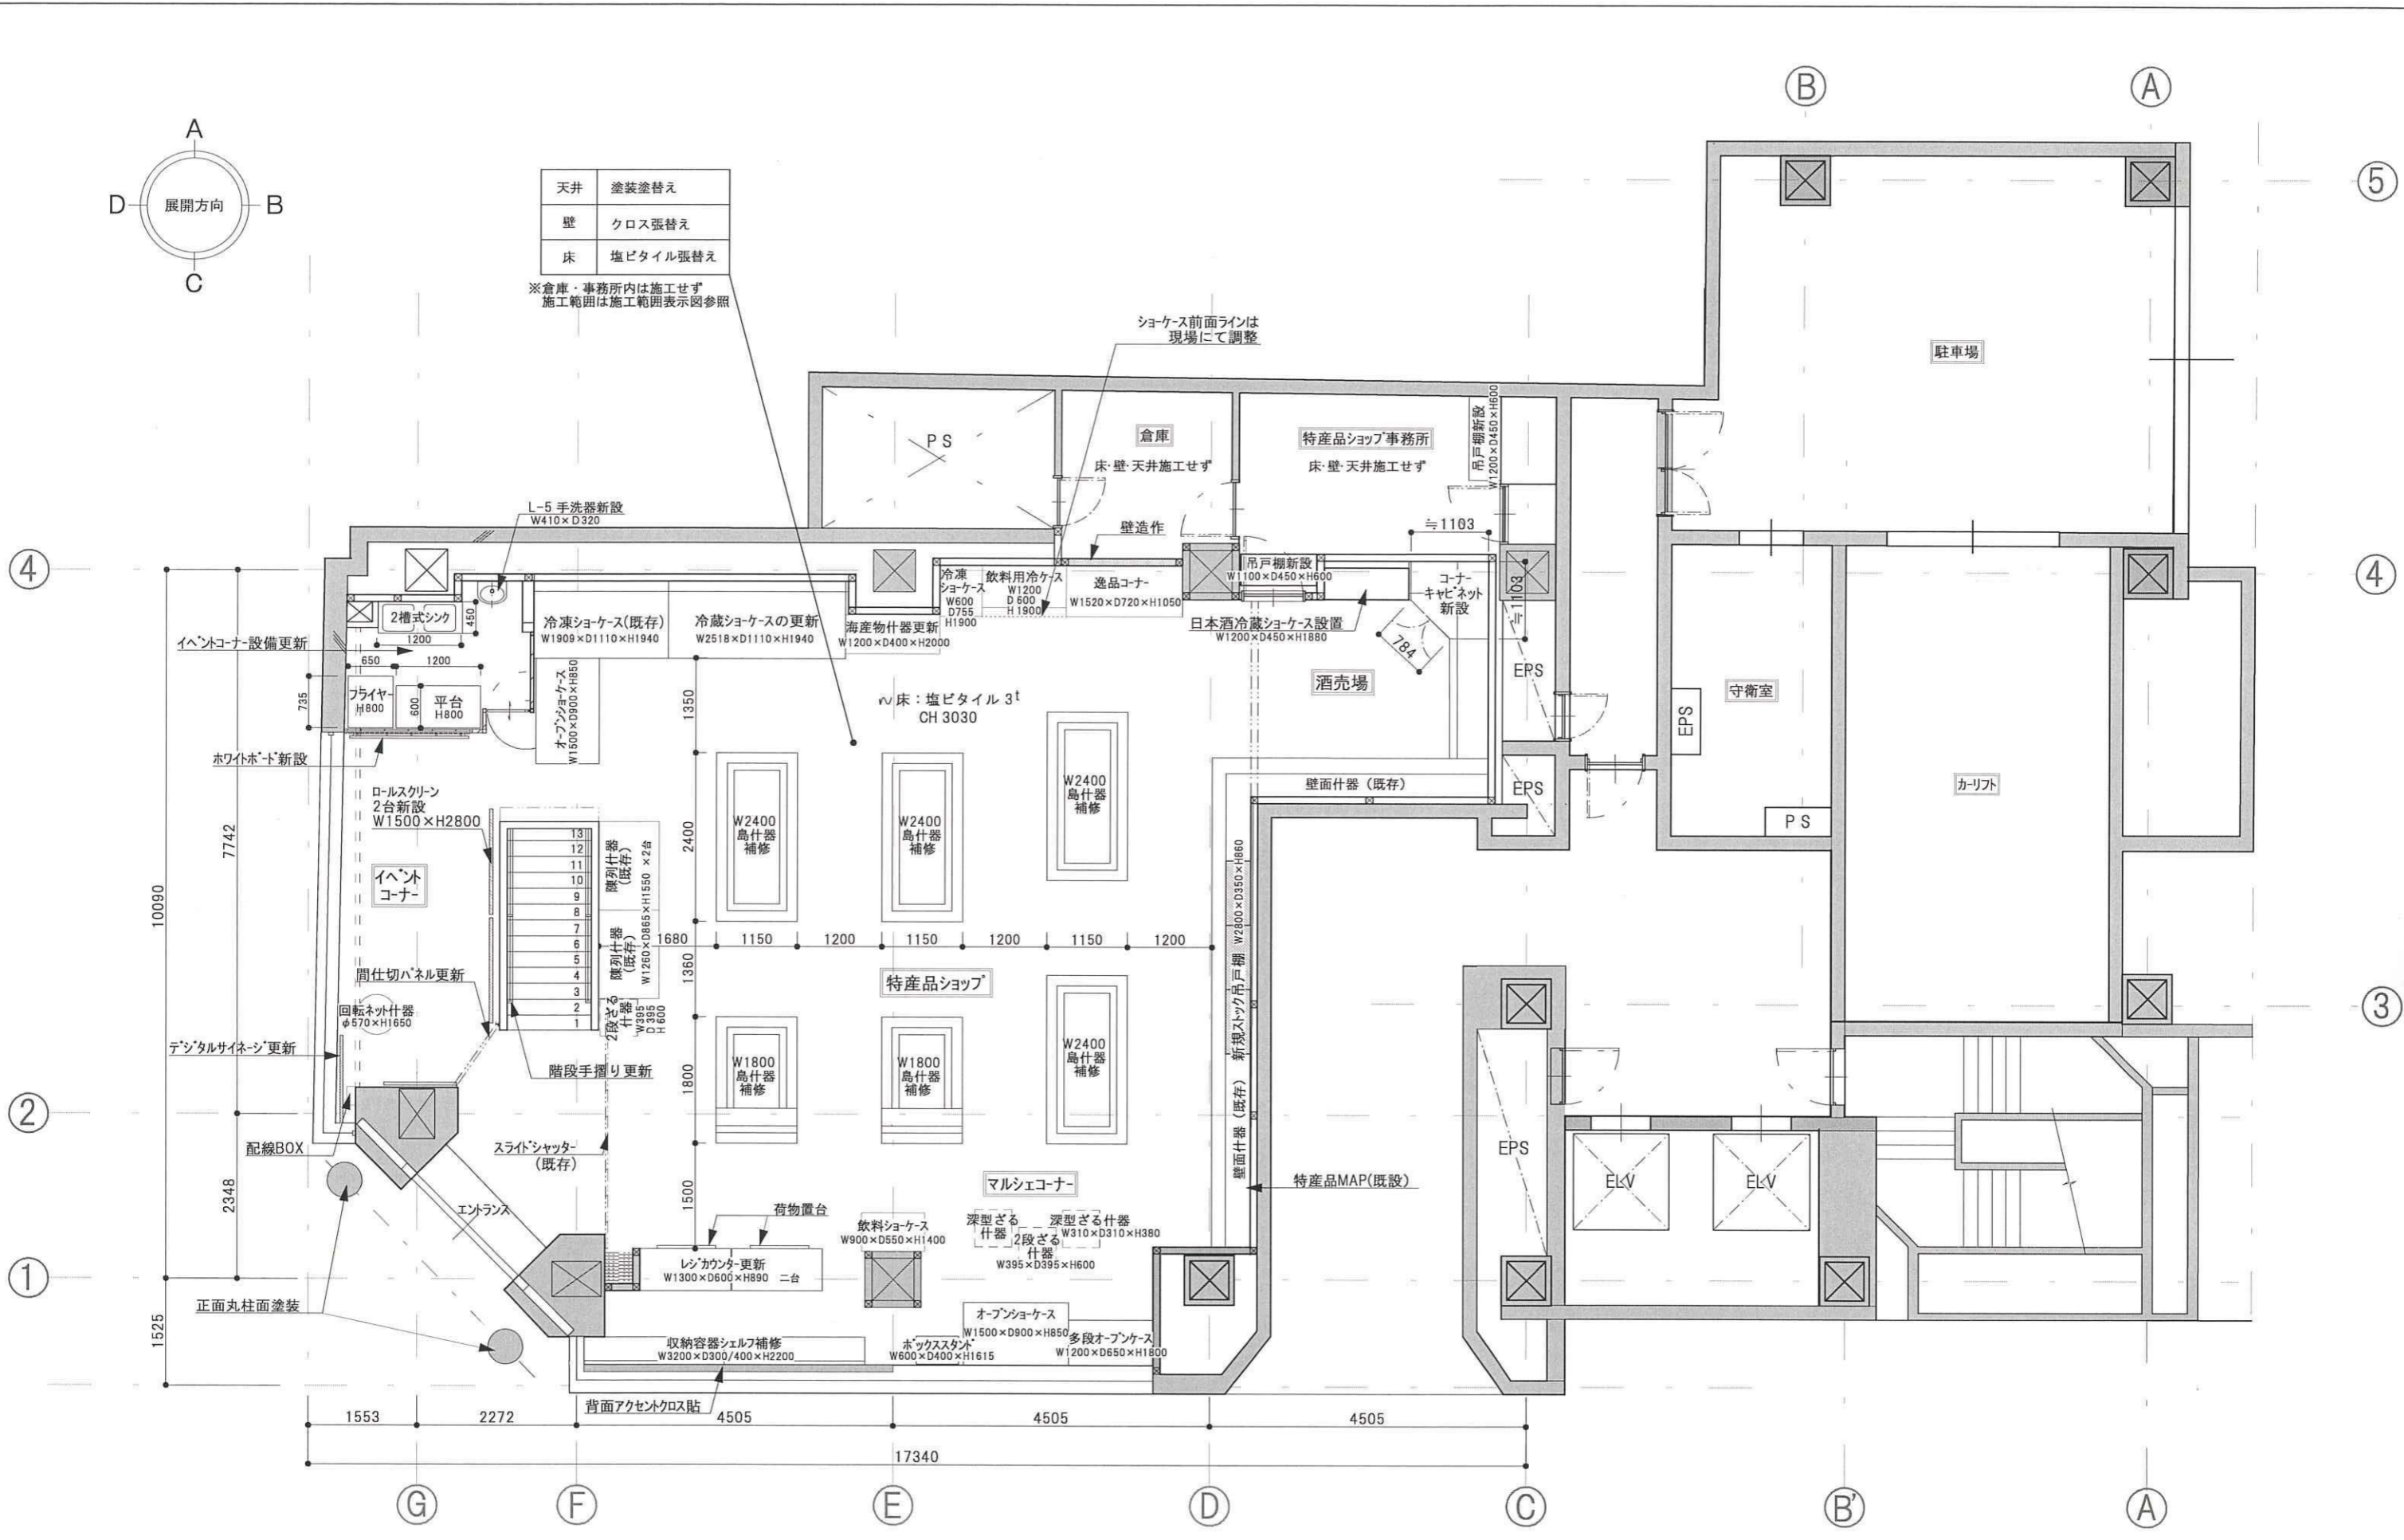 A
D
展開方向
B
C
天井
塗装塗替え
壁
クロス張替え
床
塩ビタイル張替え
※倉庫・事務所内は施工せず
施工範囲は施工範囲表示図参照
B
A
5
4
3
4
2
1
ショーケース前面ラインは
現場にて調整
駐車場
PS
倉庫
床・壁・天井施工せず
特産品ショップ事務所
床・壁・天井施工せず
吊戸棚新設
W1200×D450×H600
L-5 手洗器新設
W410×D320
壁造作
≒1103
≒1103
2槽式シンク
450
1200
イベントコーナー設備更新
650
1200
735
フライヤー
H800
600
平台
H800
ホワイトボード新設
冷凍ショーケース(既存)
W1909×D1110×H1940
冷蔵ショーケースの更新
W2518×D1110×H1940
海産物什器更新
W1200×D400×H2000
冷凍
ショーケース
W600
D755
H1900
飲料用冷ケース
W1200
D600
H1900
逸品コーナー
W1520×D720×H1050
吊戸棚新設
W1100×D450×H600
コーナー
キャビネット
新設
日本酒冷蔵ショーケース設置
W1200×D450×H1880
784
酒売場
EPS
EPS
守衛室
EPS
PS
カーリフト
オープンショーケース
W1500×D900×H850
1350
床：塩ビタイル 3t
CH 3030
壁面什器（既存）
ロールスクリーン
2台新設
W1500×H2800
イベント
コーナー
13
12
11
10
9
8
7
6
5
4
3
2
1
陳列什器
(既存)
陳列什器
(既存)
W1260×D865×H1550 ×2台
2段ざる
什器
W395
D395
H600
2400
W2400
島什器
補修
W2400
島什器
補修
W2400
島什器
補修
1680
1150
1200
1150
1200
1150
1200
1360
特産品ショップ
間仕切パネル更新
回転ネット什器
φ570×H1650
デジタルサイネージ更新
階段手摺り更新
1800
W1800
島什器
補修
W1800
島什器
補修
W2400
島什器
補修
新規ストック吊戸棚 W2800×D350×H860
壁面什器（既存）
7742
10090
2348
1525
配線BOX
スライドシャッター
(既存)
1500
マルシェコーナー
特産品MAP(既設)
EPS
ELV
ELV
エントランス
荷物置台
レジカウンター更新
W1300×D600×H890 二台
飲料ショーケース
W900×D550×H1400
深型ざる
什器
深型ざる什器
W310×D310×H380
2段ざる
什器
W395×D395×H600
正面丸柱面塗装
収納容器シェルフ補修
W3200×D300/400×H2200
ボックススタンド
W600×D400×H1615
オープンショーケース
W1500×D900×H850
多段オープンケース
W1200×D650×H1800
背面アクセントクロス貼
1553
2272
4505
4505
4505
17340
G
F
E
D
C
B'
A